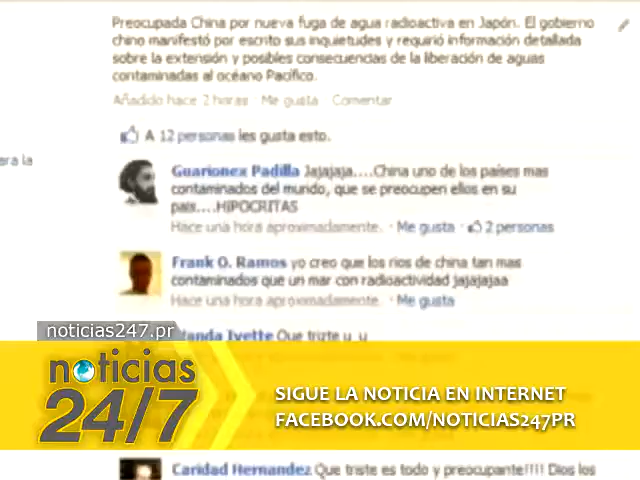 Preocupada China por nueva fuga de agua radioactiva en Japón. El gobierno
chino manifestó por escrito sus inquietudes y requirió información detallada
sobre la extensión y posibles consecuencias de la liberación de aguas
contaminadas al océano Pacífico.
Añadido hace 2 horas Me gusta Comentar
A 12 personas les gusta esto.
ara la
Guarionex Padilla Jajajaja....China uno de los países mas
contaminados del mundo, que se preocupen ellos en su
pais....HIPOCRITAS
Hace una hora aproximadamente. · Me gusta · 2 personas
Frank O. Ramos yo creo que los rios de china tan mas
contaminados que un mar con radioactividad jajajajaa
Hace una hora aproximadamente. · Me gusta
noticias247.pr
Ivette Que trizte u_u
noticias
24/7
SIGUE LA NOTICIA EN INTERNET
FACEBOOK.COM/NOTICIAS247PR
Caridad Hernandez Que triste es todo y preocupante!!!! Dios los